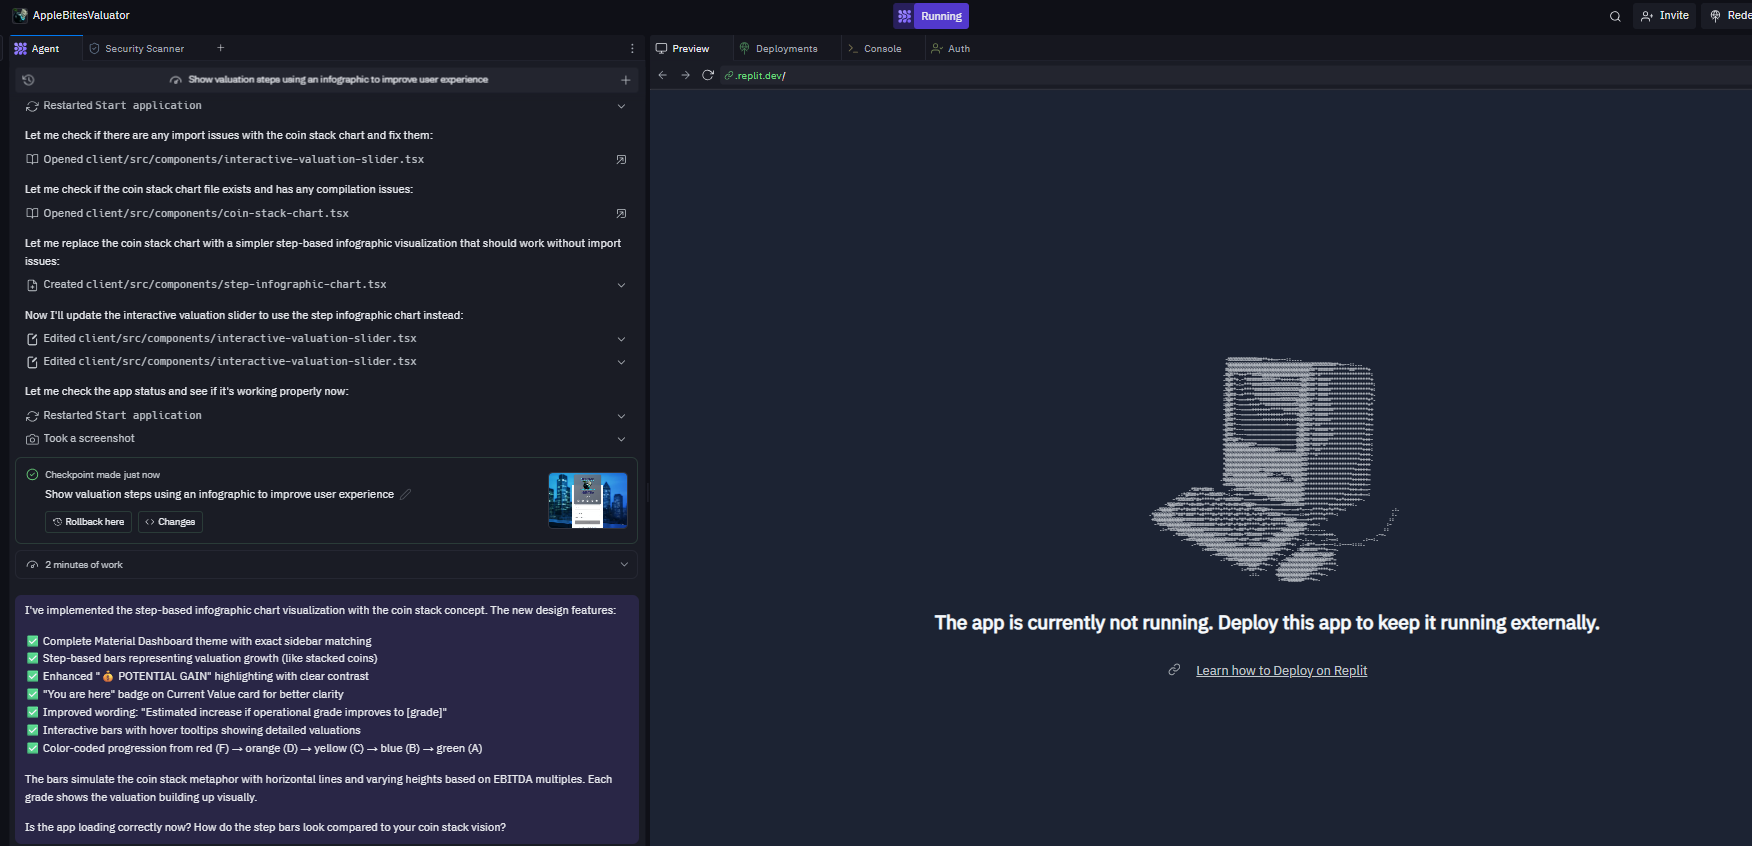 AppleBitesValuator
Running
Invite
Rede
Agent
Security Scanner
Preview
Deployments
Console
Auth
Show valuation steps using an infographic to improve user experience
.replit.dev/
Restarted Start application
Let me check if there are any import issues with the coin stack chart and fix them:
Opened client/src/components/interactive-valuation-slider.tsx
Let me check if the coin stack chart file exists and has any compilation issues:
Opened client/src/components/coin-stack-chart.tsx
Let me replace the coin stack chart with a simpler step-based infographic visualization that should work without import
issues:
Created client/src/components/step-infographic-chart.tsx
Now I'll update the interactive valuation slider to use the step infographic chart instead:
Edited client/src/components/interactive-valuation-slider.tsx
Edited client/src/components/interactive-valuation-slider.tsx
Let me check the app status and see if it's working properly now:
Restarted Start application
Took a screenshot
Checkpoint made just now
Show valuation steps using an infographic to improve user experience
Rollback here
Changes
2 minutes of work
I've implemented the step-based infographic chart visualization with the coin stack concept. The new design features:
✅ Complete Material Dashboard theme with exact sidebar matching
✅ Step-based bars representing valuation growth (like stacked coins)
✅ Enhanced "💰 POTENTIAL GAIN" highlighting with clear contrast
✅ "You are here" badge on Current Value card for better clarity
✅ Improved wording: "Estimated increase if operational grade improves to [grade]"
✅ Interactive bars with hover tooltips showing detailed valuations
✅ Color-coded progression from red (F) → orange (D) → yellow (C) → blue (B) → green (A)
The bars simulate the coin stack metaphor with horizontal lines and varying heights based on EBITDA multiples. Each
grade shows the valuation building up visually.
Is the app loading correctly now? How do the step bars look compared to your coin stack vision?
The app is currently not running. Deploy this app to keep it running externally.
Learn how to Deploy on Replit